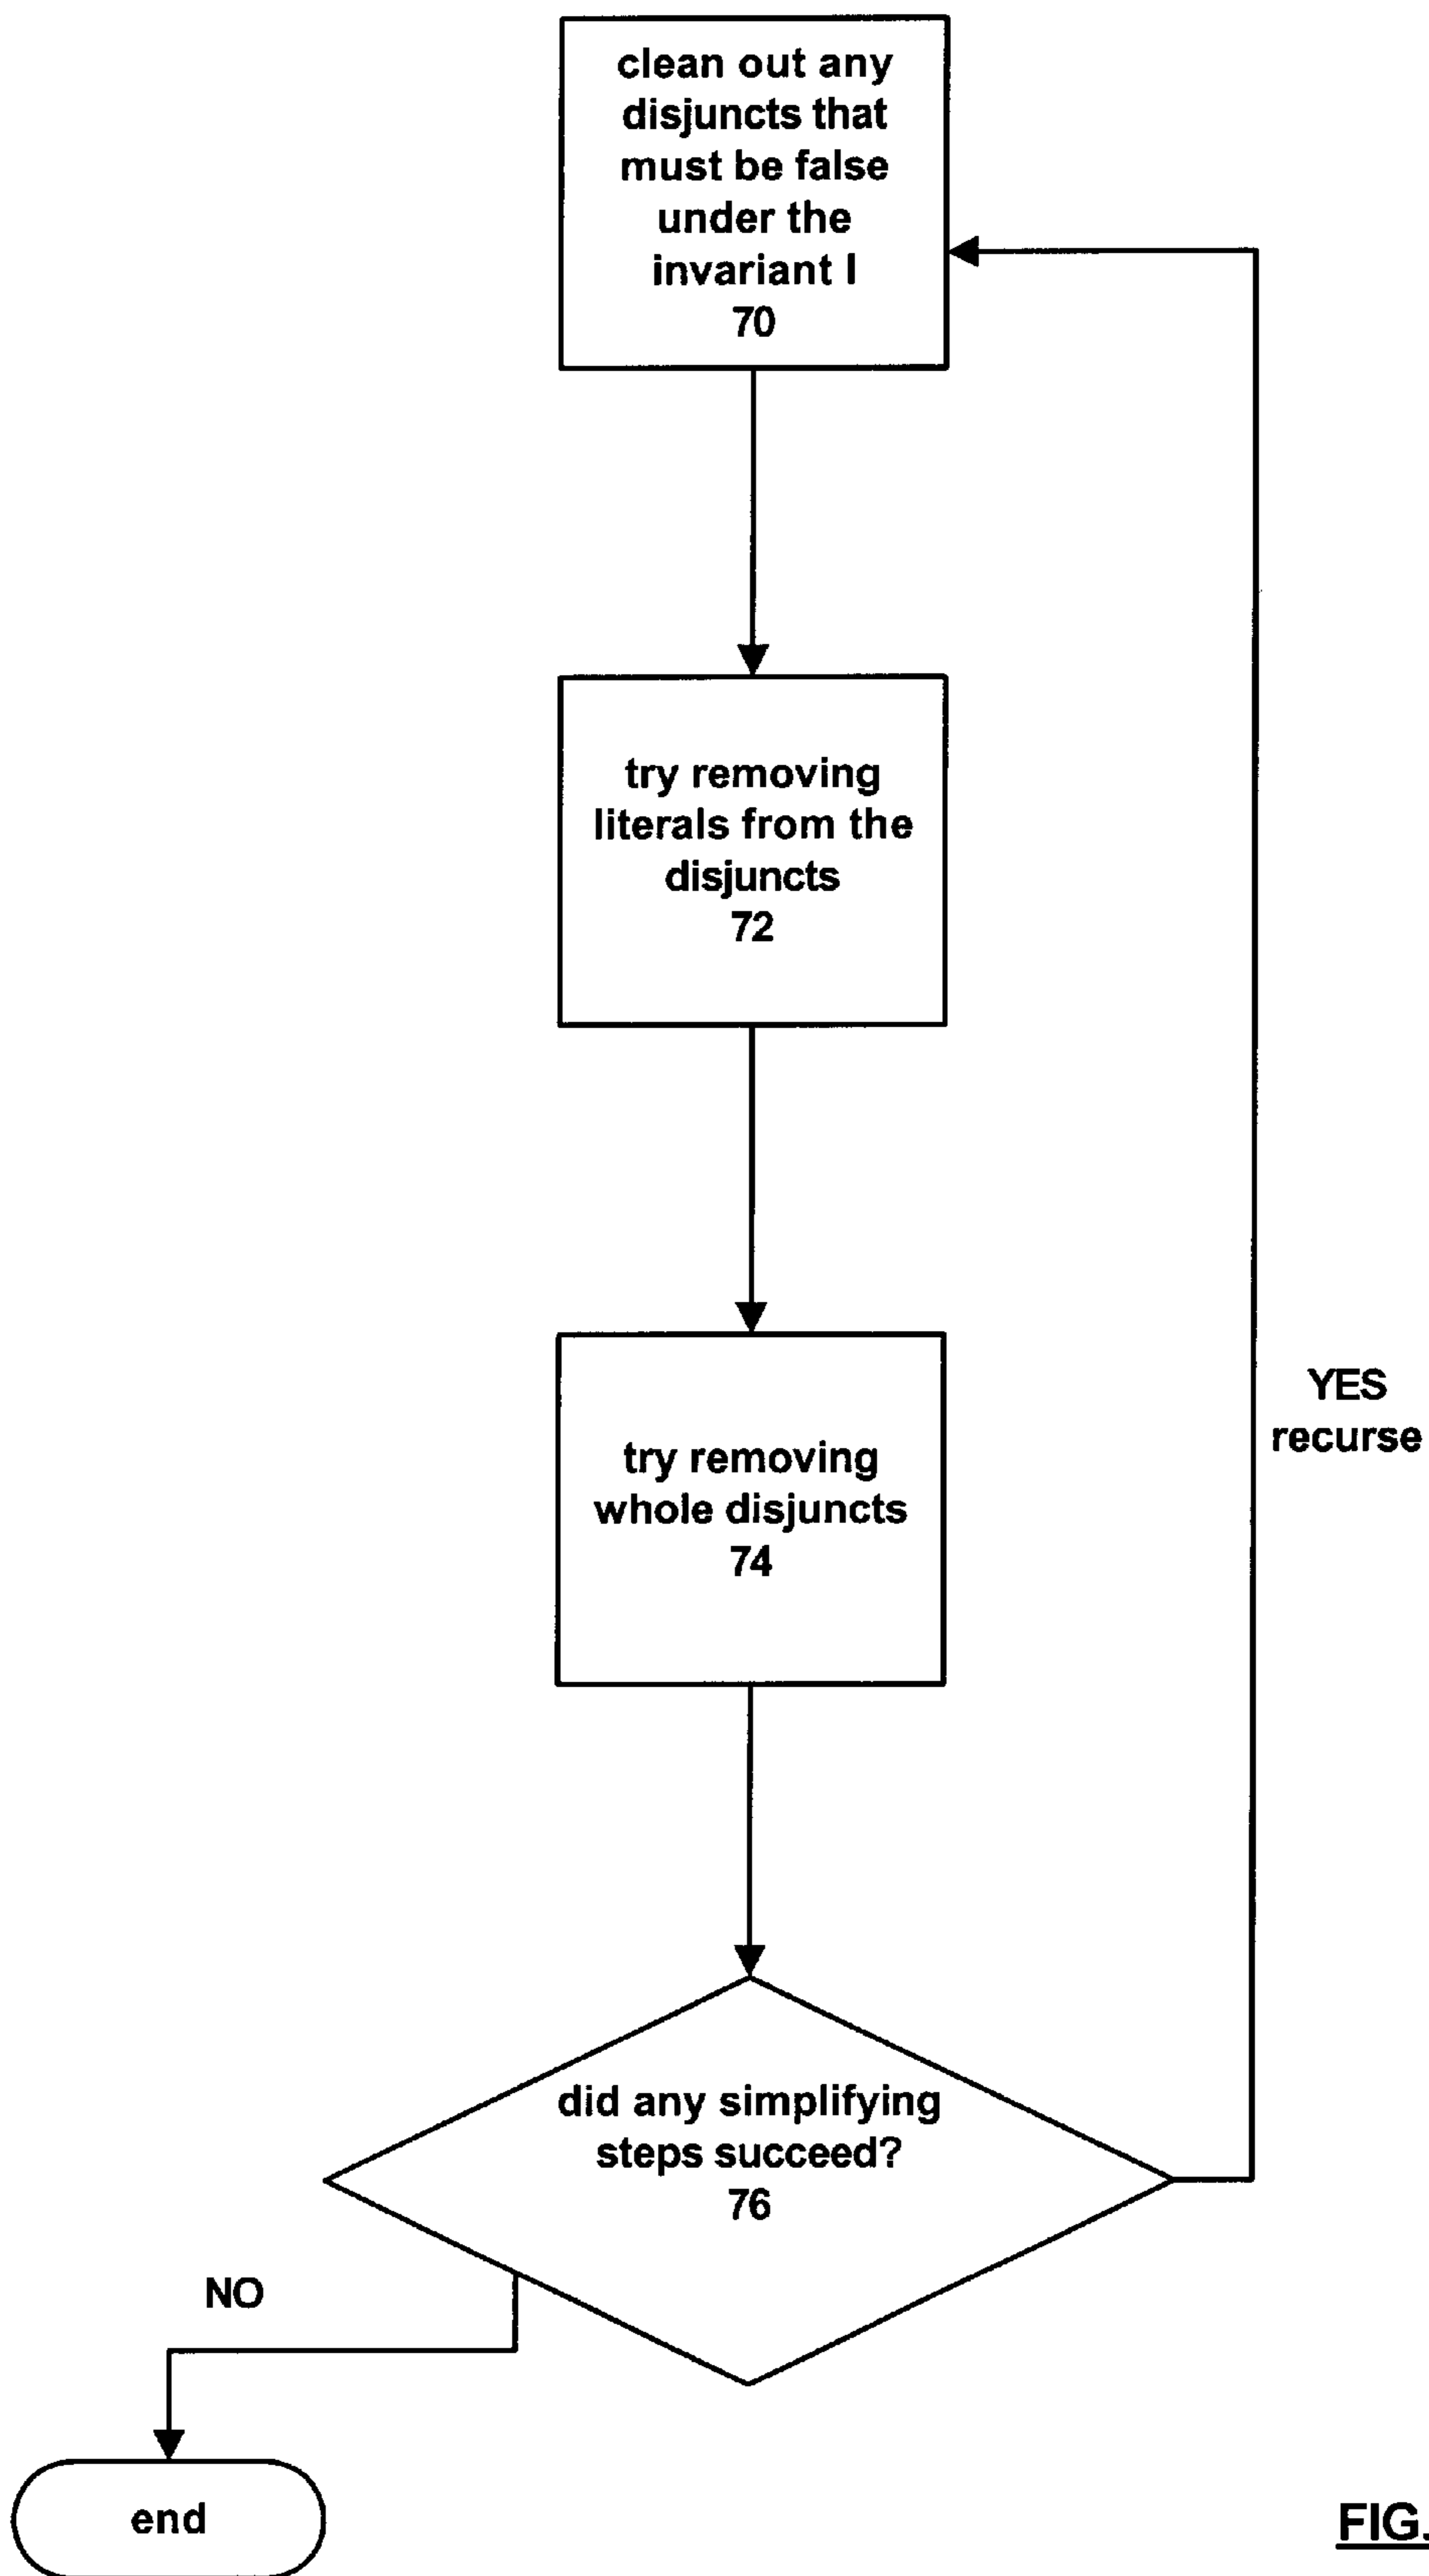 clean out any
disjuncts that
must be false
under the
invariant I
70
try removing
literals from the
disjuncts
72
try removing
whole disjuncts
74
YES
recurse
did any simplifying
steps succeed?
76
NO
end
FIG.